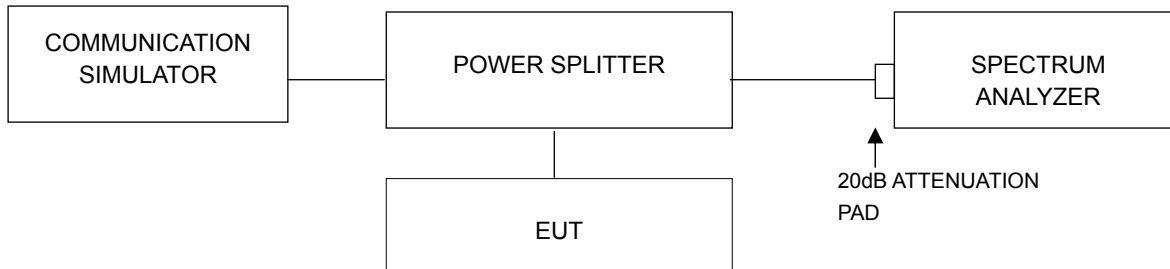 COMMUNICATION
SIMULATOR
POWER SPLITTER
SPECTRUM
ANALYZER
20dB ATTENUATION
PAD
EUT